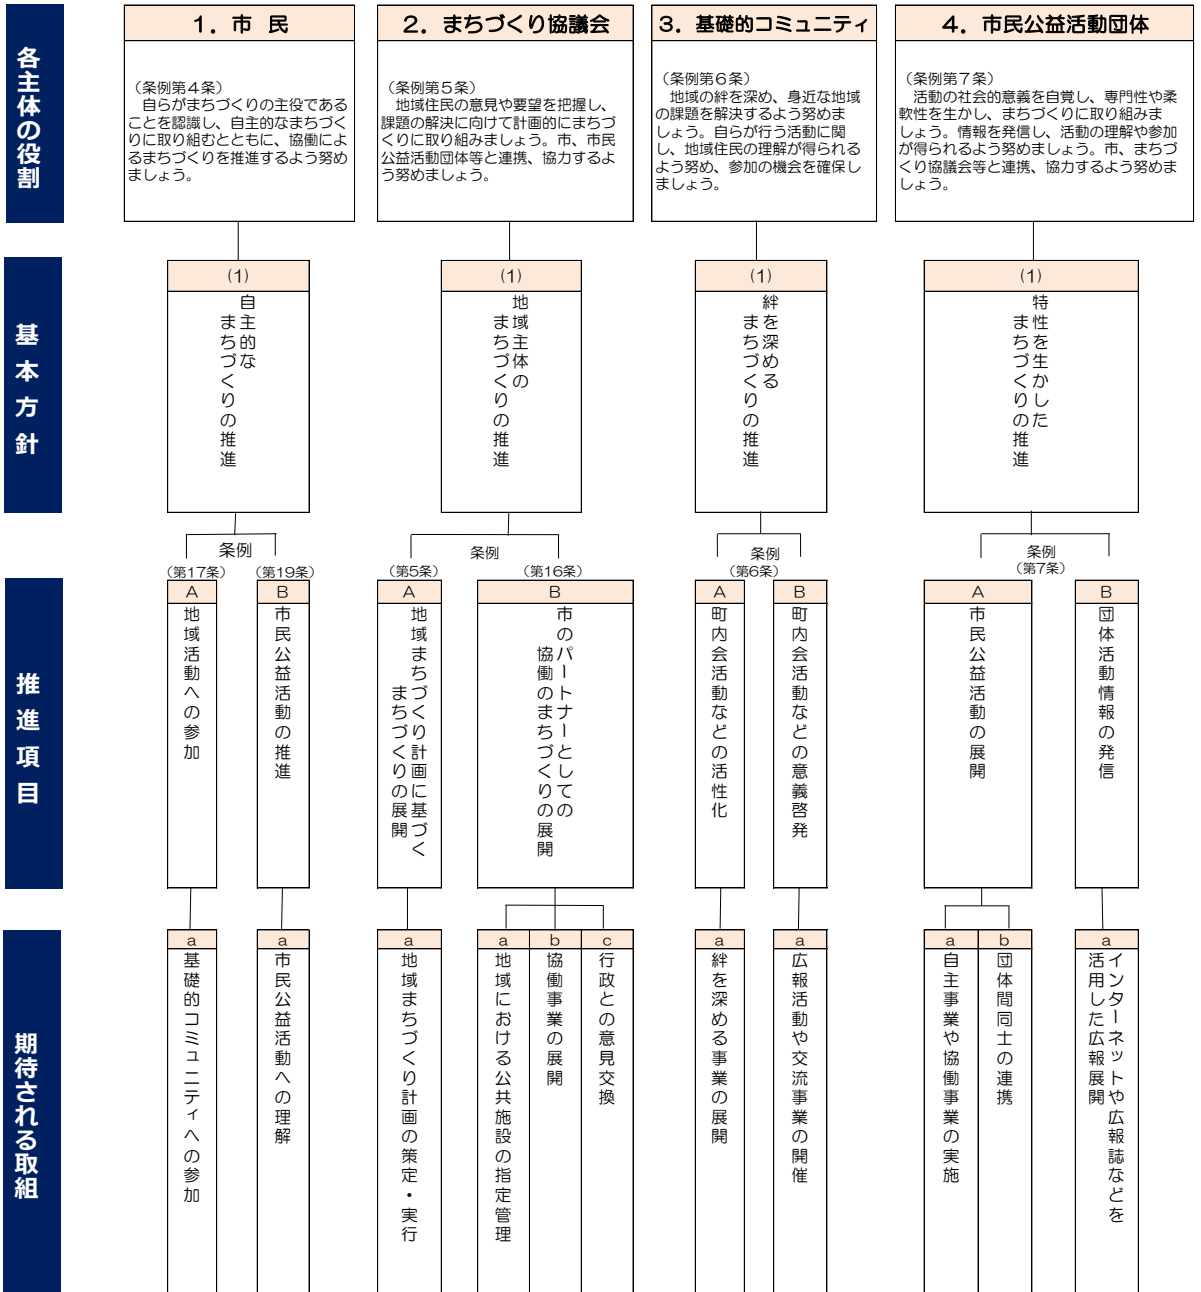 各主体の役割
1．市 民
（条例第４条）
自らがまちづくりの主役である
ことを認識し、自主的なまちづく
りに取り組むとともに、協働によ
るまちづくりを推進するよう努め
ましょう。
2．まちづくり協議会
（条例第５条）
地域住民の意見や要望を把握し、
課題の解決に向けて計画的にまちづ
くりに取り組みましょう。市、市民
公益活動団体等と連携、協力するよ
う努めましょう。
3．基礎的コミュニティ
（条例第６条）
地域の絆を深め、身近な地域
の課題を解決するよう努めま
しょう。自らが行う活動に関
し、地域住民の理解が得られる
よう努め、参加の機会を確保し
ましょう。
4．市民公益活動団体
（条例第７条）
活動の社会的意義を自覚し、専門性や柔
軟性を生かし、まちづくりに取り組みま
しょう。情報を発信し、活動の理解や参加
が得られるよう努めましょう。市、まちづ
くり協議会等と連携、協力するよう努めま
しょう。
基本方針
(1)
自主的な
まちづくりの推進
(1)
地域主体の
まちづくりの推進
(1)
絆を深める
まちづくりの推進
(1)
特性を生かした
まちづくりの推進
条例
（第17条）
（第19条）
条例
（第5条）
（第16条）
条例
（第6条）
条例
（第7条）
推進項目
A
地域活動への参加
B
市民公益活動の推進
A
地域まちづくり計画に基づく
まちづくりの展開
B
市のパートナーとしての
協働のまちづくりの展開
A
町内会活動などの活性化
B
町内会活動などの意義啓発
A
市民公益活動の展開
B
団体活動情報の発信
期待される取組
a
基礎的コミュニティへの参加
a
市民公益活動への理解
a
地域まちづくり計画の策定・実行
a
地域における公共施設の指定管理
b
協働事業の展開
c
行政との意見交換
a
絆を深める事業の展開
a
広報活動や交流事業の開催
a
自主事業や協働事業の実施
b
団体間同士の連携
a
インターネットや広報誌などを
活用した広報展開